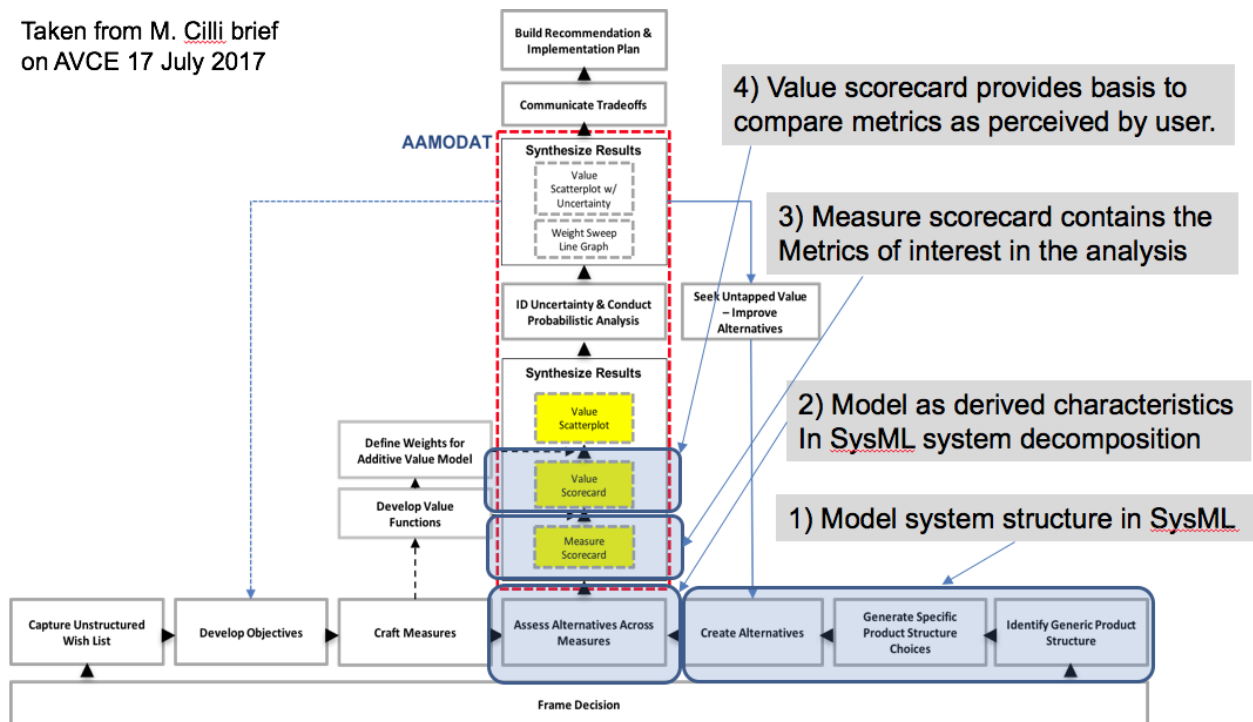 Taken from M. Cilli brief
on AVCE 17 July 2017
Build Recommendation &
Implementation Plan
Communicate Tradeoffs
AAMODAT
Synthesize Results
Value
Scatterplot w/
Uncertainty
Weight Sweep
Line Graph
4) Value scorecard provides basis to
compare metrics as perceived by user.
3) Measure scorecard contains the
Metrics of interest in the analysis
ID Uncertainty & Conduct
Probabilistic Analysis
Seek Untapped Value
– Improve
Alternatives
Synthesize Results
Value
Scatterplot
2) Model as derived characteristics
In SysML system decomposition
Define Weights for
Additive Value Model
Value
Scorecard
Develop Value
Functions
Measure
Scorecard
1) Model system structure in SysML
Capture Unstructured
Wish List
Develop Objectives
Craft Measures
Assess Alternatives Across
Measures
Create Alternatives
Generate Specific
Product Structure
Choices
Identify Generic Product
Structure
Frame Decision